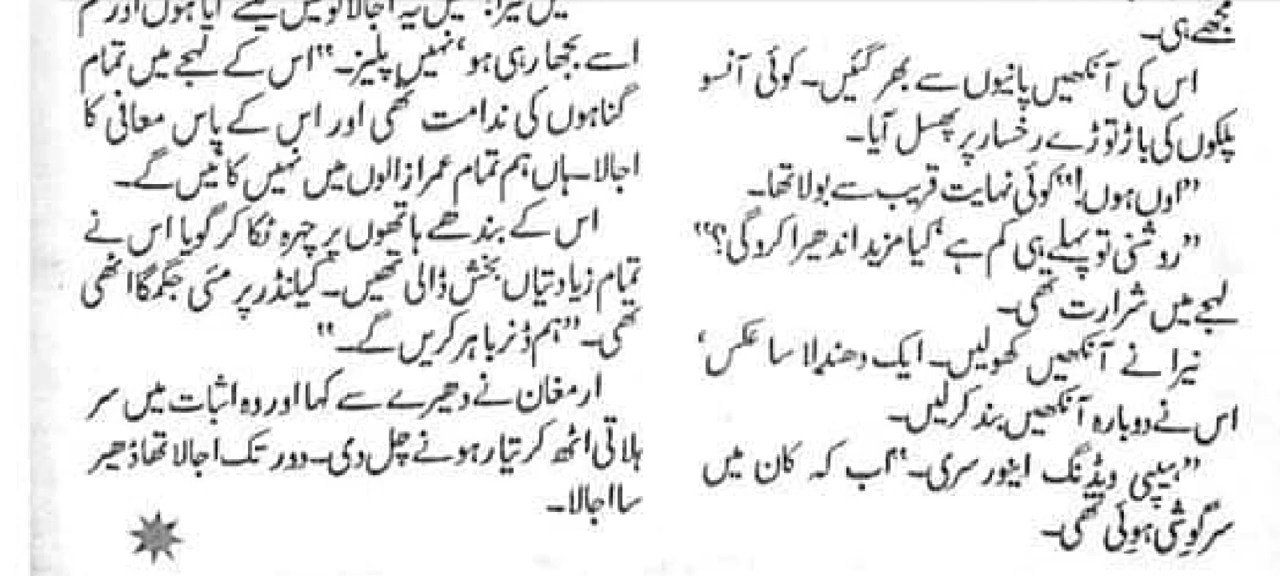 مجھے ہی۔
اس کی آنکھیں پانیوں سے بھر گئیں۔ کوئی آنسو
پلکوں کی باڑ توڑے رخسار پر پھسل آیا۔
”اوں ہوں!“ کوئی نہایت قریب سے بولا تھا۔
”روشنی تو پہلے ہی کم ہے‘ کیا مزید اندھیرا کرو گی؟“
لہجے میں شرارت تھی۔
نیرا نے آنکھیں کھولیں۔ ایک دھندلا سا عکس‘
اس نے دوبارہ آنکھیں بند کر لیں۔
”ہیپی ویڈنگ اینور سری۔“ اب کہ کان میں
سرگوشی ہوئی تھی۔
میں یہ اجالا تو میں لیے آیا ہوں اور تم
اسے بجھا رہی ہو‘ نہیں پلیز۔“ اس کے لہجے میں تمام
گناہوں کی ندامت تھی اور اس کے پاس معافی کا
اجالا۔ ہاں ہم تمام عمر ازالوں میں نہیں کاٹیں گے۔
اس کے بندھے ہاتھوں پر چہرہ ٹکا کر گویا اس نے
تمام زیادتیاں بخش ڈالی تھیں۔ کیلنڈر پر مئی جگمگا اٹھی
تھی۔ ”ہم ڈنر باہر کریں گے۔“
ارمغان نے دھیرے سے کہا اور وہ اثبات میں سر
ہلاتی اٹھ کر تیار ہونے چل دی۔ دور تک اجالا تھا ڈھیر
سا اجالا۔